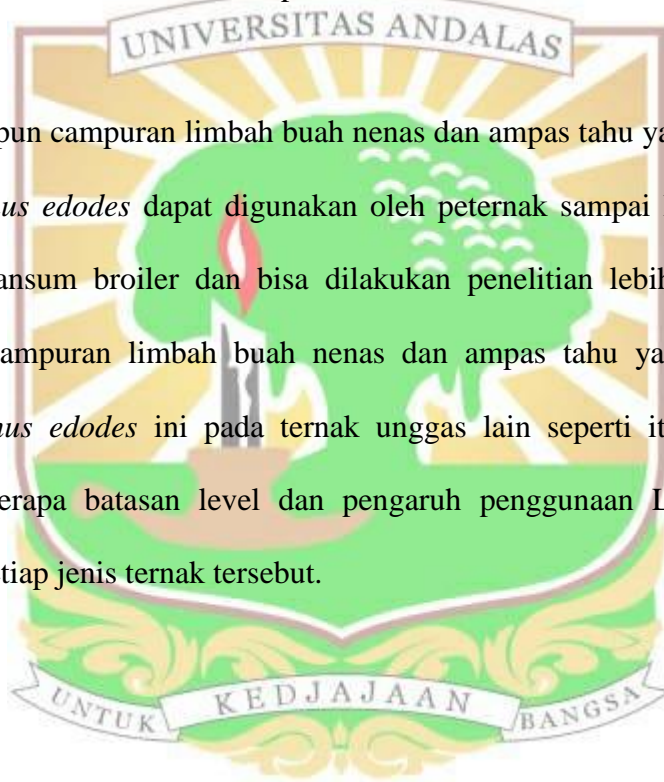 UNIVERSITAS ANDALAS
pun campuran limbah buah nenas dan ampas tahu ya
us edodes dapat digunakan oleh peternak sampai
ansum broiler dan bisa dilakukan penelitian lebih
ampuran limbah buah nenas dan ampas tahu ya
us edodes ini pada ternak unggas lain seperti it
erapa batasan level dan pengaruh penggunaan L
tiap jenis ternak tersebut.
UNTUK KEDJAJAAN BANGSA